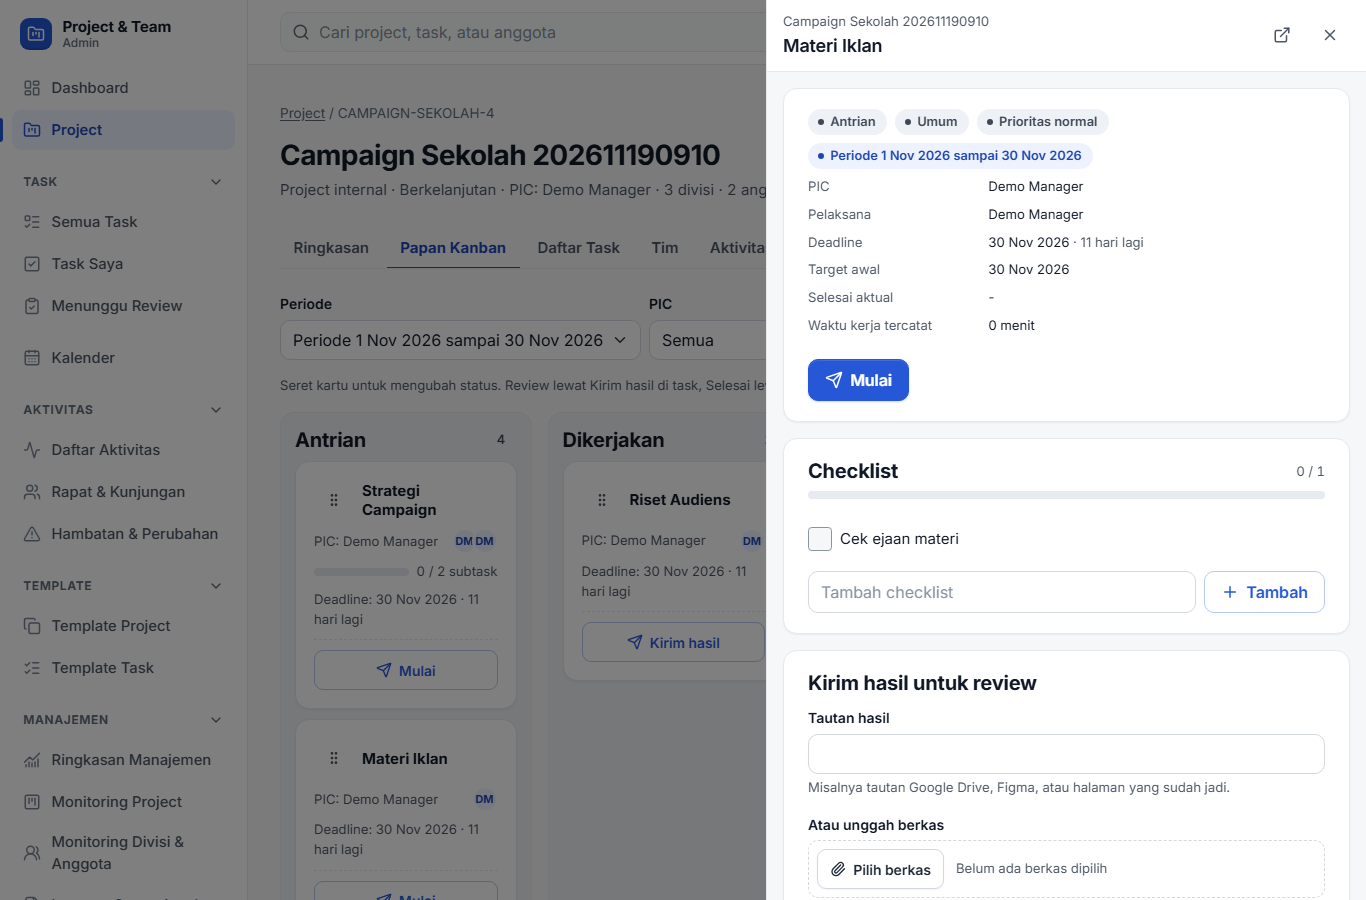 Project & Team
Admin
Dashboard
Project
TASK
Semua Task
Task Saya
Menunggu Review
Kalender
AKTIVITAS
Daftar Aktivitas
Rapat & Kunjungan
Hambatan & Perubahan
TEMPLATE
Template Project
Template Task
MANAJEMEN
Ringkasan Manajemen
Monitoring Project
Monitoring Divisi &
Anggota
Cari project, task, atau anggota
Project / CAMPAIGN-SEKOLAH-4
Campaign Sekolah 202611190910
Project internal · Berkelanjutan · PIC: Demo Manager · 3 divisi · 2 ang
Ringkasan
Papan Kanban
Daftar Task
Tim
Aktivita
Periode
PIC
Periode 1 Nov 2026 sampai 30 Nov 2026
Semua
Seret kartu untuk mengubah status. Review lewat Kirim hasil di task, Selesai le
Antrian
4
Strategi
Campaign
PIC: Demo Manager
DM DM
0 / 2 subtask
Deadline: 30 Nov 2026 · 11
hari lagi
Mulai
Materi Iklan
PIC: Demo Manager
DM
Deadline: 30 Nov 2026 · 11
hari lagi
Mulai
Dikerjakan
Riset Audiens
PIC: Demo Manager
DM
Deadline: 30 Nov 2026 · 11
hari lagi
Kirim hasil
Campaign Sekolah 202611190910
Materi Iklan
Antrian
Umum
Prioritas normal
Periode 1 Nov 2026 sampai 30 Nov 2026
PIC
Demo Manager
Pelaksana
Demo Manager
Deadline
30 Nov 2026 · 11 hari lagi
Target awal
30 Nov 2026
Selesai aktual
-
Waktu kerja tercatat
0 menit
Mulai
Checklist
0 / 1
Cek ejaan materi
Tambah checklist
Tambah
Kirim hasil untuk review
Tautan hasil
Misalnya tautan Google Drive, Figma, atau halaman yang sudah jadi.
Atau unggah berkas
Pilih berkas
Belum ada berkas dipilih